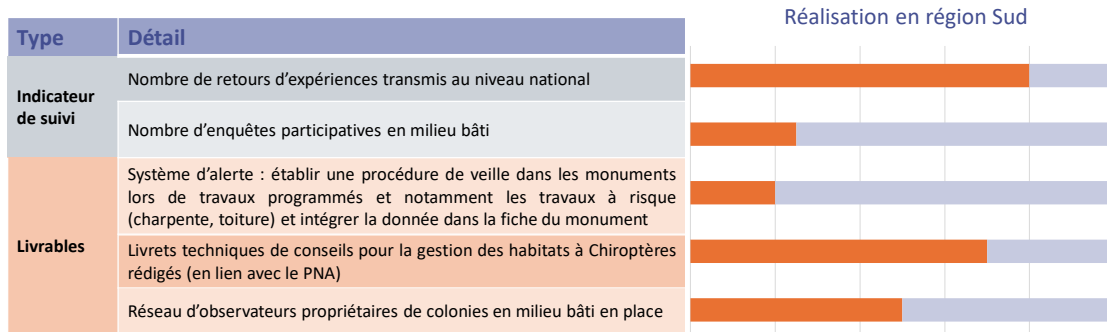 Réalisation en région Sud
Type Détail
Indicateur
de suivi
Nombre de retours d’expériences transmis au niveau national
Nombre d’enquêtes participatives en milieu bâti
Livrables
Système d’alerte : établir une procédure de veille dans les monuments
lors de travaux programmés et notamment les travaux à risque
(charpente, toiture) et intégrer la donnée dans la fiche du monument
Livrets techniques de conseils pour la gestion des habitats à Chiroptères
rédigés (en lien avec le PNA)
Réseau d’observateurs propriétaires de colonies en milieu bâti en place